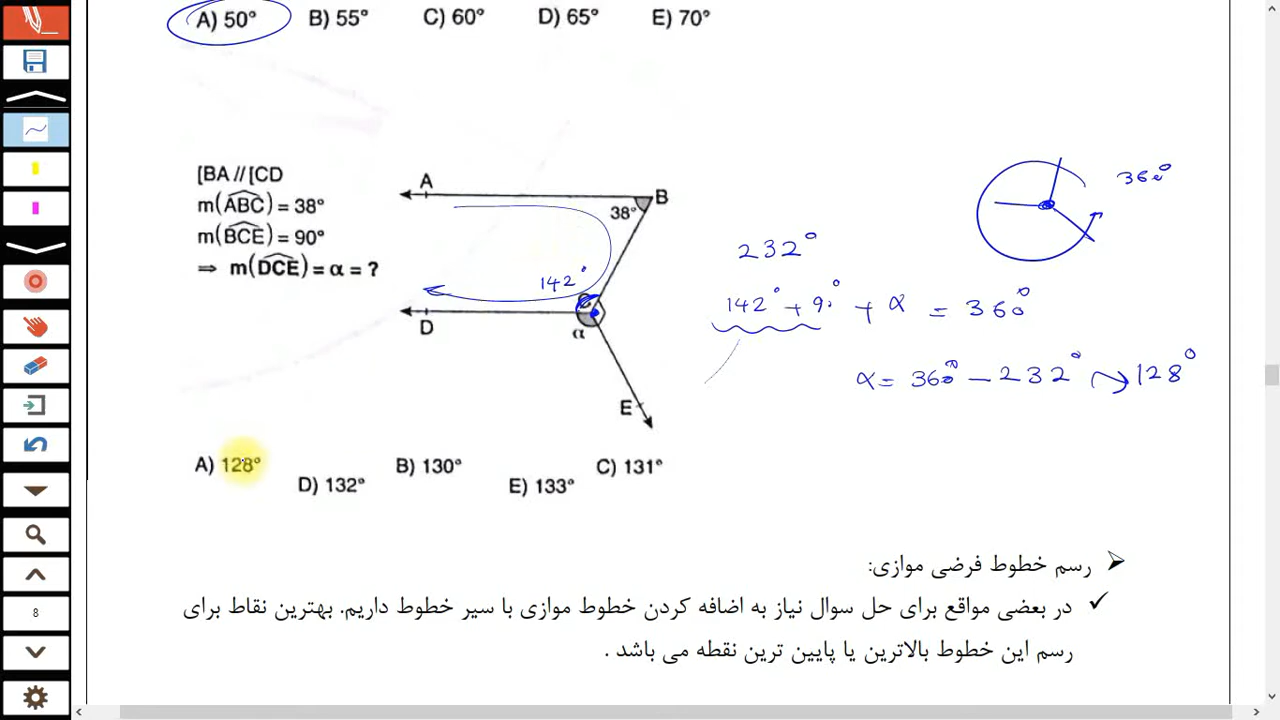 A) 50° B) 55° C) 60° D) 65° E) 70°
[BA // [CD
m(ABC) = 38°
m(BCE) = 90°
⇒ m(DCE) = α = ?
A
B
38°
142°
C
D
α
E
360°
232°
142° + 90° + α = 360°
α = 360° - 232° → 128°
A) 128° B) 130° C) 131°
D) 132° E) 133°
رسم خطوط فرضی موازی:
در بعضی مواقع برای حل سوال نیاز به اضافه کردن خطوط موازی با سیر خطوط داریم. بهترین نقاط برای
رسم این خطوط بالاترین یا پایین ترین نقطه می باشد .
8